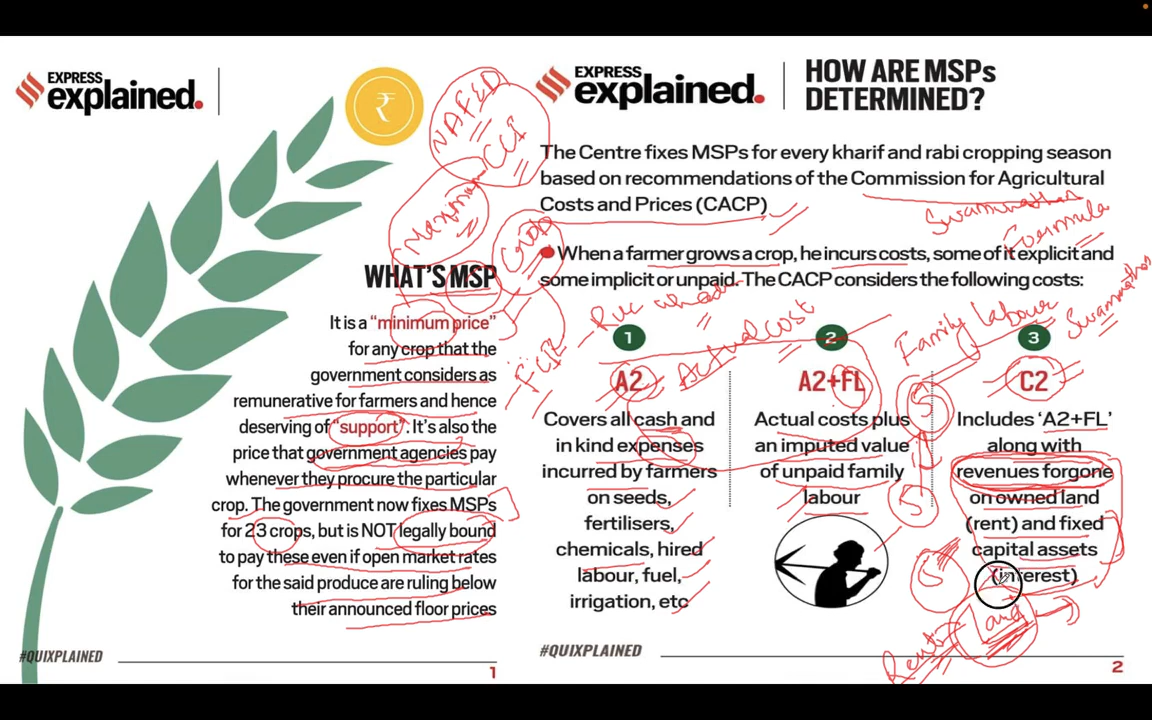 EXPRESS
explained.
WHAT'S MSP
It is a "minimum price"
for any crop that the
government considers as
remunerative for farmers and hence
deserving of "support". It's also the
price that government agencies pay
whenever they procure the particular
crop. The government now fixes MSPs
for 23 crops, but is NOT legally bound
to pay these even if open market rates
for the said produce are ruling below
their announced floor prices
#QUIXPLAINED
1
NAFED
CCI
Maximum
FCI
EXPRESS
explained.
HOW ARE MSPs
DETERMINED?
The Centre fixes MSPs for every kharif and rabi cropping season
based on recommendations of the Commission for Agricultural
Costs and Prices (CACP)
Swaminathan
Formula
When a farmer grows a crop, he incurs costs, some of it explicit and
some implicit or unpaid. The CACP considers the following costs:
Actual cost
Family labour
Swaminathan
1
A2
Covers all cash and
in kind expenses
incurred by farmers
on seeds,
fertilisers,
chemicals, hired
labour, fuel,
irrigation, etc
2
A2+FL
Actual costs plus
an imputed value
of unpaid family
labour
3
C2
Includes 'A2+FL'
along with
revenues forgone
on owned land
(rent) and fixed
capital assets
(interest)
Rent
#QUIXPLAINED
2